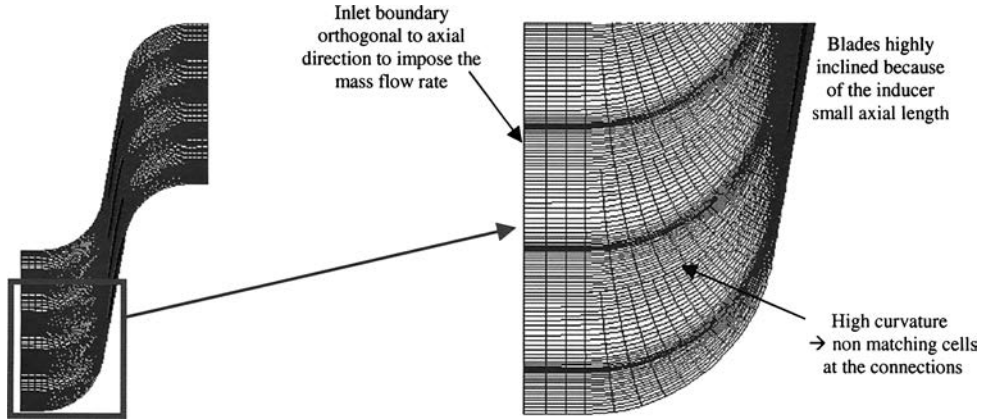 Inlet boundary
orthogonal to axial
direction to impose the
mass flow rate
Blades highly
inclined because
of the inducer
small axial length
High curvature
→ non matching cells
at the connections